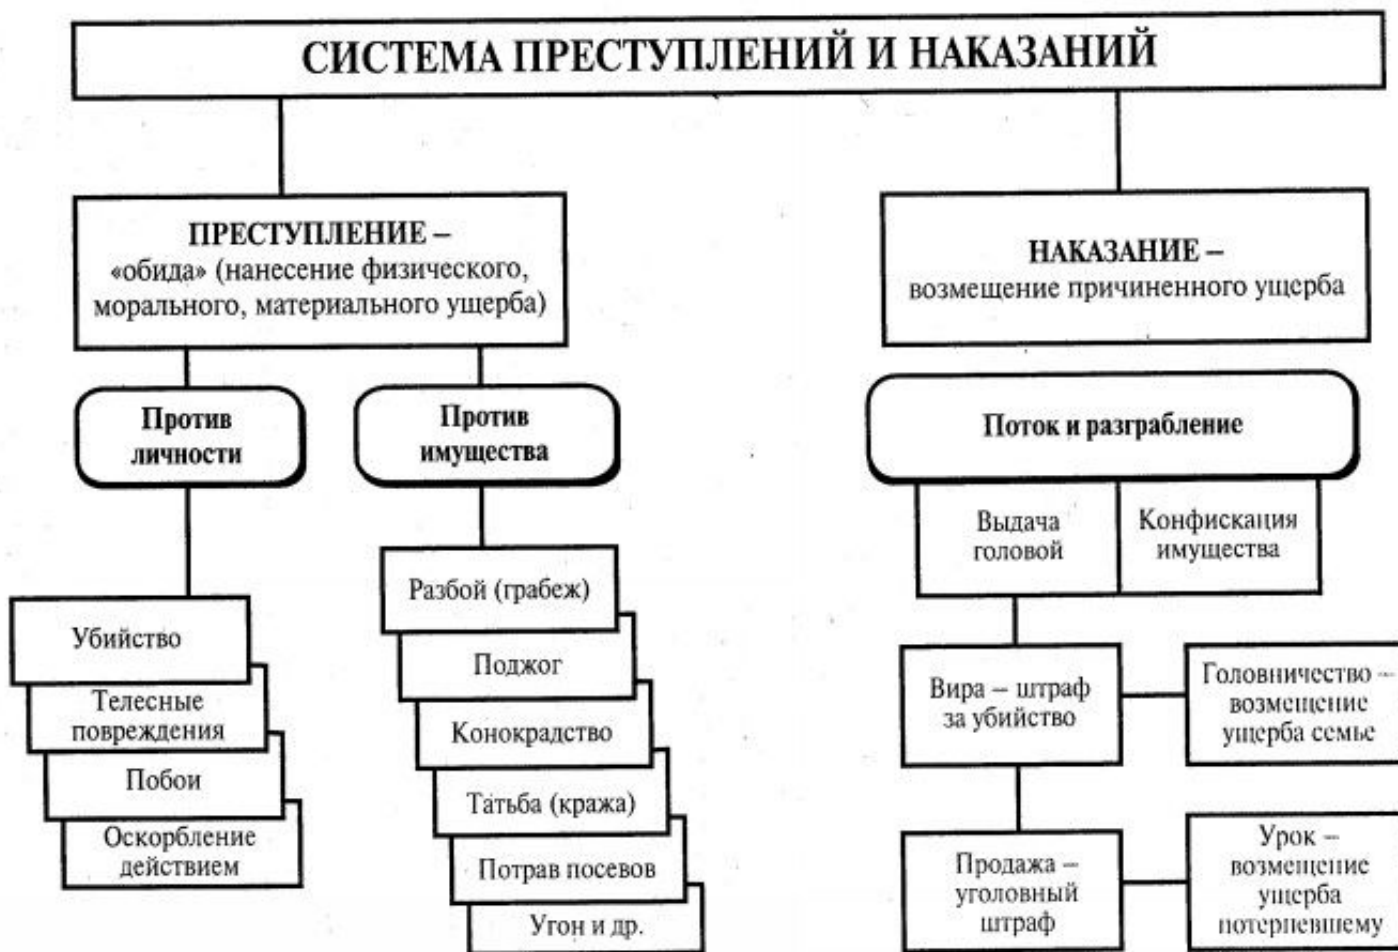 СИСТЕМА ПРЕСТУПЛЕНИЙ И НАКАЗАНИЙ
ПРЕСТУПЛЕНИЕ –
«обида» (нанесение физического,
морального, материального ущерба)
Против
личности
Против
имущества
Убийство
Телесные
повреждения
Побои
Оскорбление
действием
Разбой (грабеж)
Поджог
Конокрадство
Татьба (кража)
Потрав посевов
Угон и др.
НАКАЗАНИЕ –
возмещение причиненного ущерба
Поток и разграбление
Выдача
головой
Конфискация
имущества
Вира – штраф
за убийство
Головничество –
возмещение
ущерба семье
Продажа –
уголовный
штраф
Урок –
возмещение
ущерба
потерпевшему